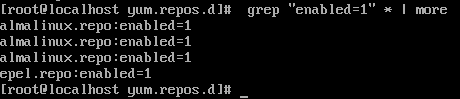 [root@localhost yum.repos.d]#  grep "enabled=1" * | more
almalinux.repo:enabled=1
almalinux.repo:enabled=1
almalinux.repo:enabled=1
epel.repo:enabled=1
[root@localhost yum.repos.d]# _